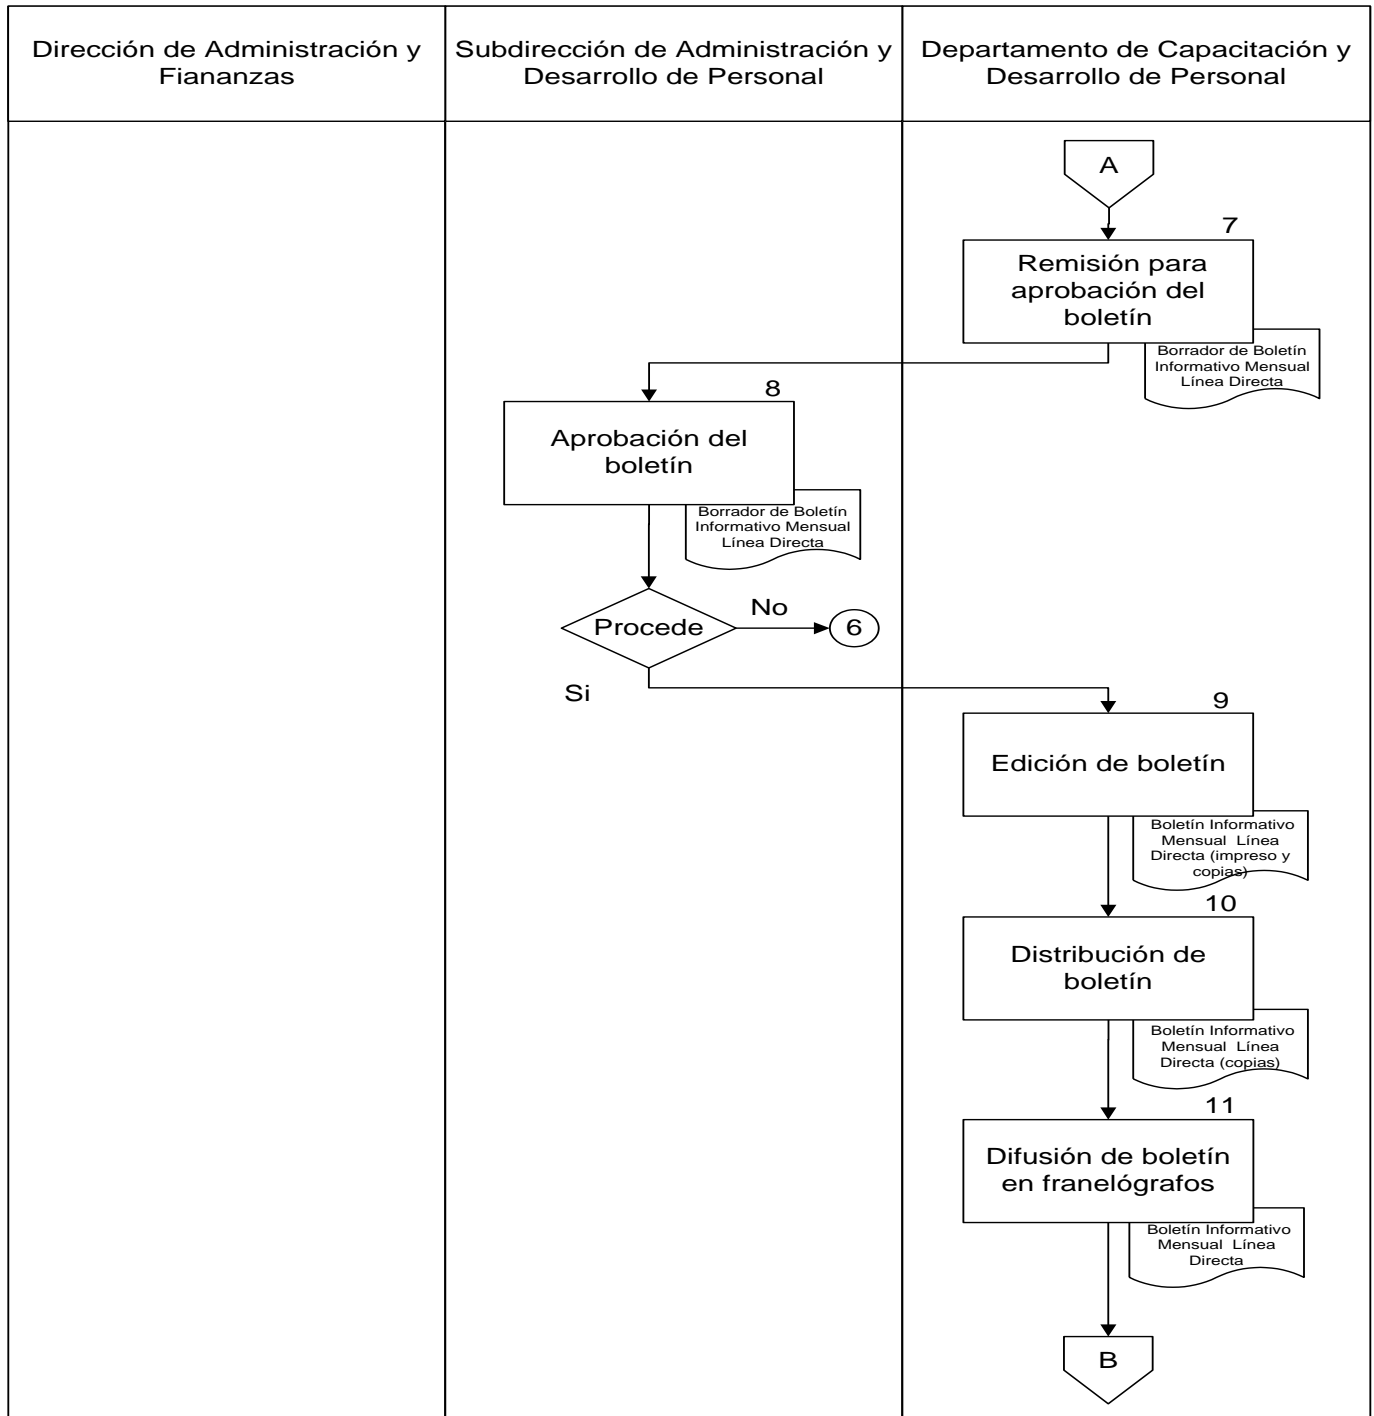 Dirección de Administración y
Fiananzas
Subdirección de Administración y
Desarrollo de Personal
Departamento de Capacitación y
Desarrollo de Personal
A
7
Remisión para
aprobación del
boletín
Borrador de Boletín
Informativo Mensual
Línea Directa
8
Aprobación del
boletín
Borrador de Boletín
Informativo Mensual
Línea Directa
Procede
No
6
Si
9
Edición de boletín
Boletín Informativo
Mensual Línea
Directa (impreso y
copias)
10
Distribución de
boletín
Boletín Informativo
Mensual Línea
Directa (copias)
11
Difusión de boletín
en franelógrafos
Boletín Informativo
Mensual Línea
Directa
B